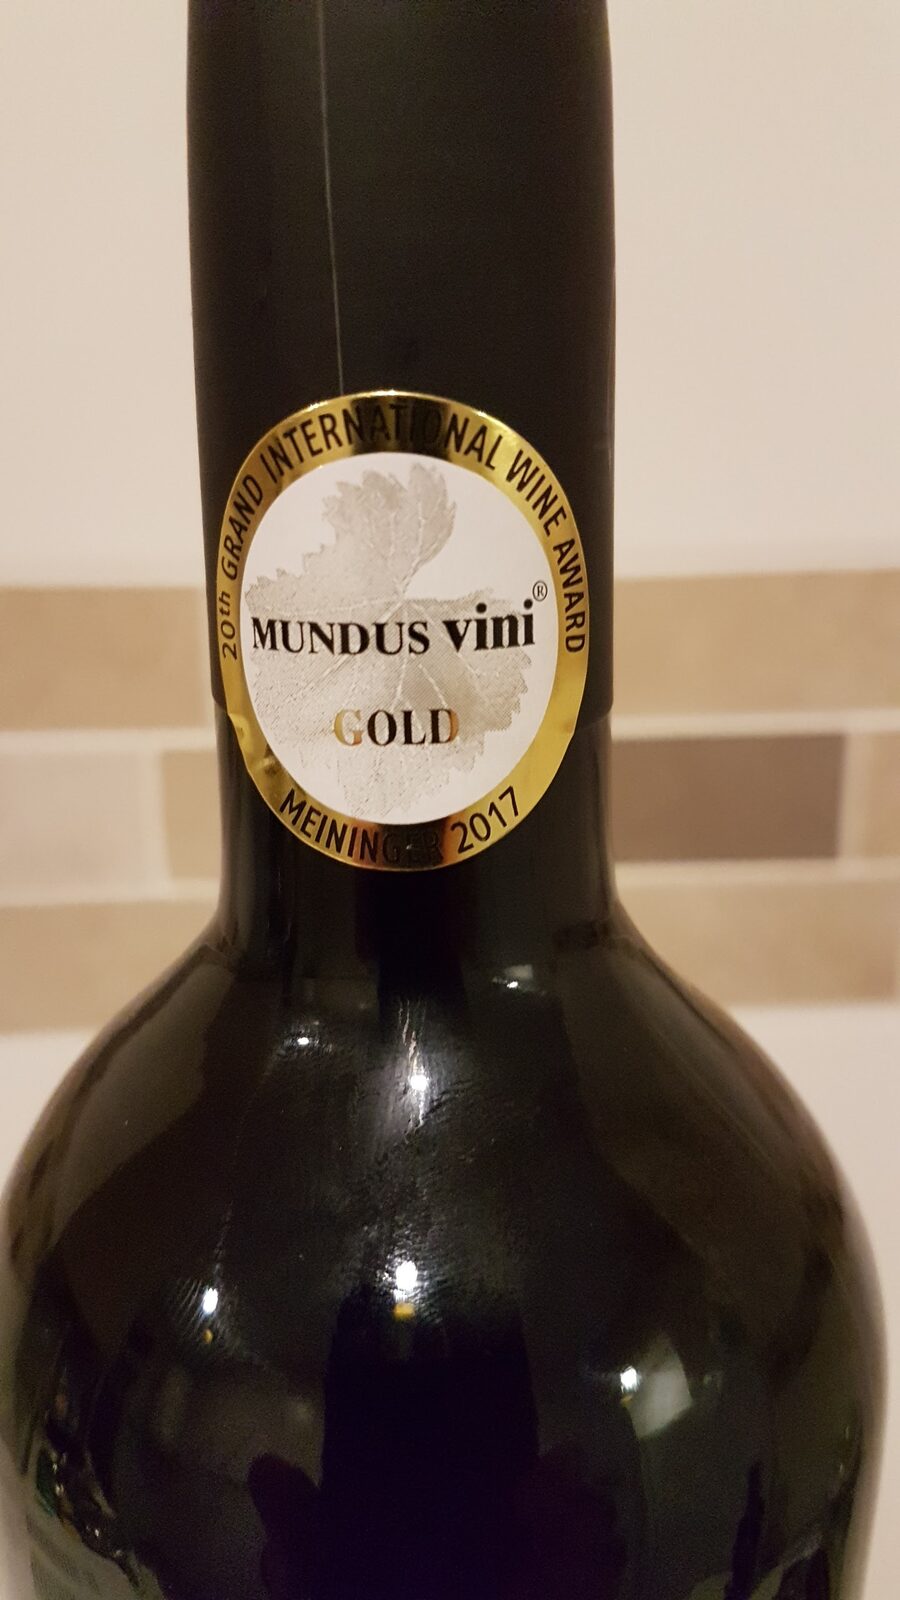 20th GRAND INTERNATIONAL WINE AWARD
MUNDUS vini®
GOLD
MEININGER 2017